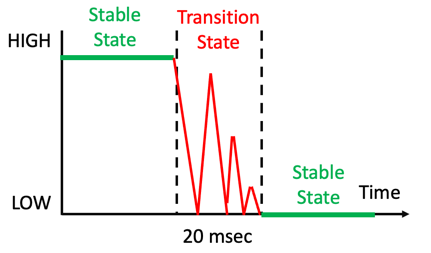 Stable
State
Transition
State
HIGH
Stable
State
Time
LOW
20 msec